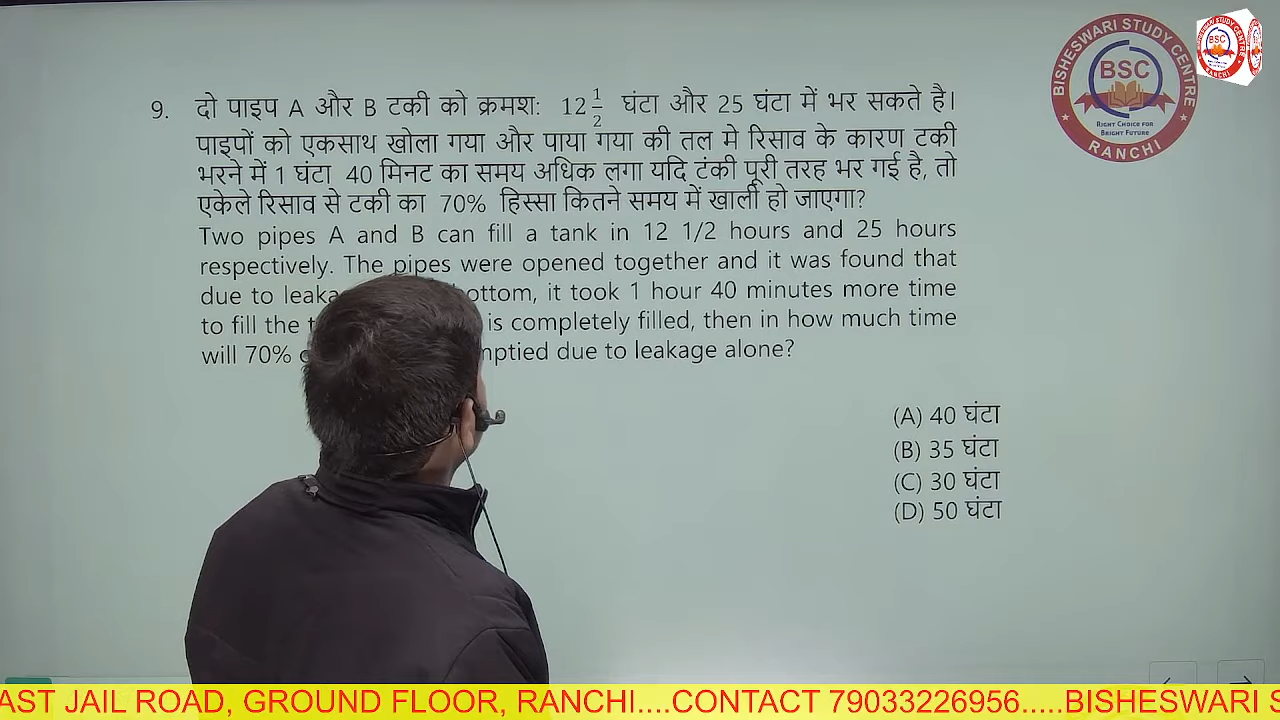 9. दो पाइप A और B टकी को क्रमश: 12 1/2 घंटा और 25 घंटा में भर सकते है।
पाइपों को एकसाथ खोला गया और पाया गया की तल मे रिसाव के कारण टकी
भरने में 1 घंटा 40 मिनट का समय अधिक लगा यदि टंकी पूरी तरह भर गई है, तो
एकेले रिसाव से टकी का 70% हिस्सा कितने समय में खाली हो जाएगा?
Two pipes A and B can fill a tank in 12 1/2 hours and 25 hours
respectively. The pipes were opened together and it was found that
due to ottom, it took 1 hour 40 minutes more time
to fill the is completely filled, then in how much time
will 70% mptied due to leakage alone?
(A) 40 घंटा
(B) 35 घंटा
(C) 30 घंटा
(D) 50 घंटा
BISHESWARI STUDY CENTRE
BSC
RIGHT CHOICE FOR
BRIGHT FUTURE
RANCHI
BSC
RANCHI
AST JAIL ROAD, GROUND FLOOR, RANCHI....CONTACT 79033226956.....BISHESWARI S